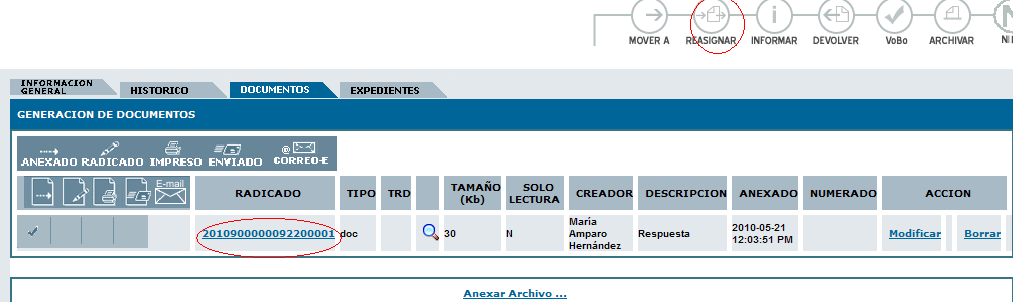 MOVER A REASIGNAR INFORMAR DEVOLVER VoBo ARCHIVAR
INFORMACION GENERAL HISTORICO DOCUMENTOS EXPEDIENTES
GENERACION DE DOCUMENTOS
ANEXADO RADICADO IMPRESO ENVIADO CORREO-E
E-mail RADICADO TIPO TRD TAMAÑO (Kb) SOLO LECTURA CREADOR DESCRIPCION ANEXADO NUMERADO ACCION
2010900000092200001 doc 30 N María Amparo Hernández Respuesta 2010-05-21 12:03:51 PM Modificar Borrar
Anexar Archivo ...